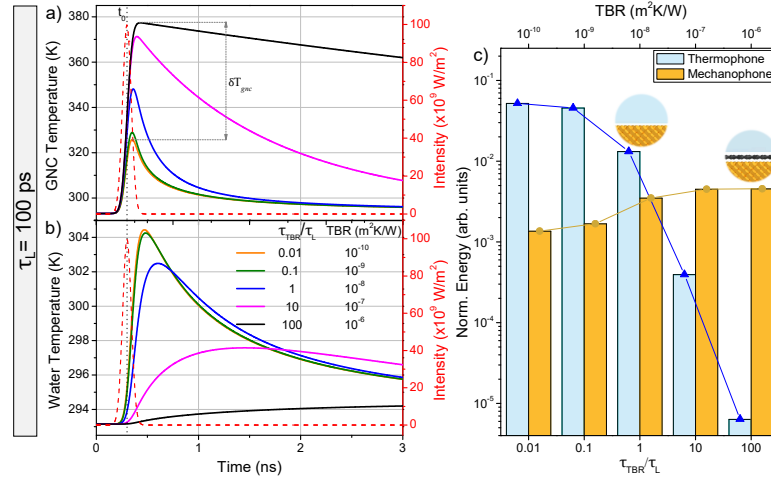 τL= 100 ps
a)
t0
GNC Temperature (K)
380
360
340
320
300
δTgnc
100
80
60
40
20
0
Intensity (x10⁹ W/m²)
b)
Water Temperature (K)
304
302
300
298
296
294
τTBR/τL TBR (m²K/W)
0.01 10⁻¹⁰
0.1 10⁻⁹
1 10⁻⁸
10 10⁻⁷
100 10⁻⁶
100
80
60
40
20
0
Intensity (x10⁹ W/m²)
0 1 2 3
Time (ns)
TBR (m²K/W)
10⁻¹⁰ 10⁻⁹ 10⁻⁸ 10⁻⁷ 10⁻⁶
c)
Thermophone
Mechanophone
Norm. Energy (arb. units)
10⁻¹
10⁻²
10⁻³
10⁻⁴
10⁻⁵
0.01 0.1 1 10 100
τTBR/τL